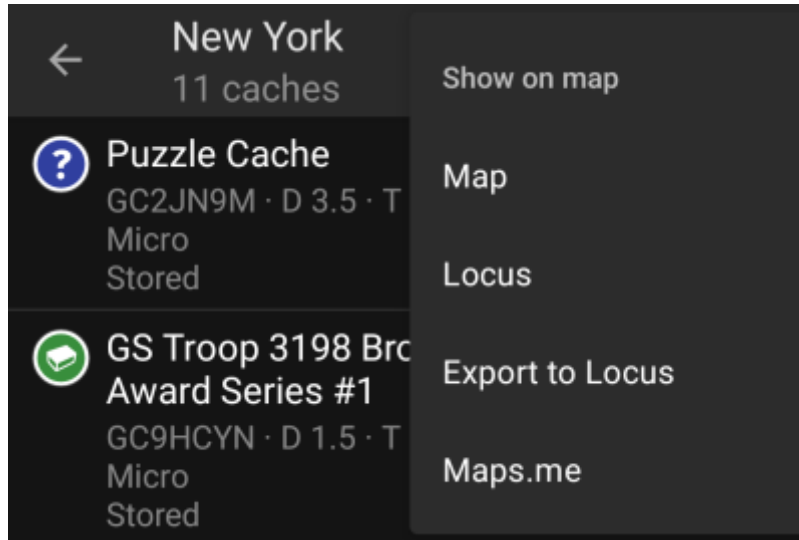 New York
11 caches
?
Puzzle Cache
GC2JN9M · D 3.5 · T
Micro
Stored
GS Troop 3198 Brc
Award Series #1
GC9HCYN · D 1.5 · T
Micro
Stored
Show on map
Map
Locus
Export to Locus
Maps.me